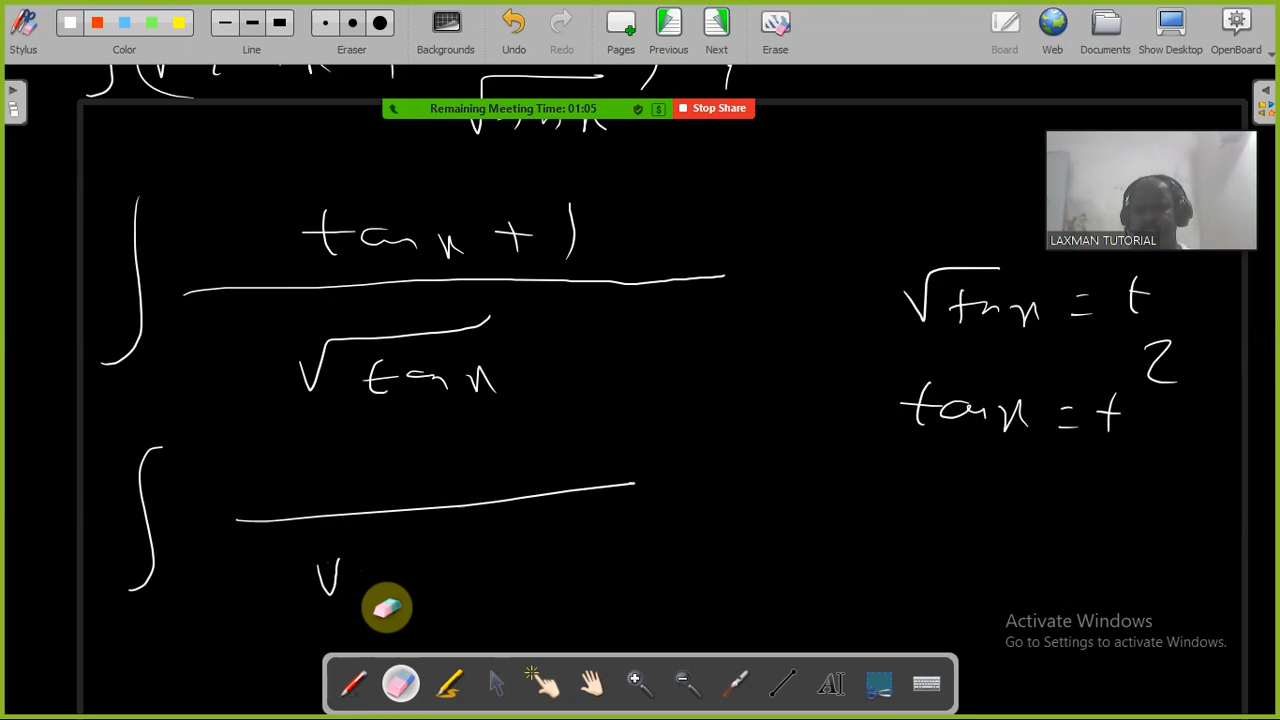 Stylus Color Line Eraser Backgrounds Undo Redo Pages Previous Next Erase Board Web Documents Show Desktop OpenBoard
Remaining Meeting Time: 01:05 $ Stop Share
LAXMAN TUTORIAL
∫ tan x + 1
√tan x
√tan x = t
tan x = t²
∫
√
Activate Windows
Go to Settings to activate Windows.
AI